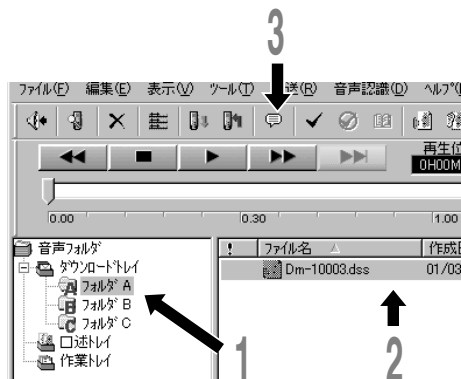 3
ファイル(F) 編集(E) 表示(V) ツール(T) 送(R) 音声認識(D) ヘルプ(
再生位
0H00M
0.00 0.30 1.00
音声フォルダ
ダウンロードトレイ
フォルダ A
フォルダ B
フォルダ C
口述トレイ
作業トレイ
! ファイル名 作成日
Dm-10003.dss 01/03
1
2